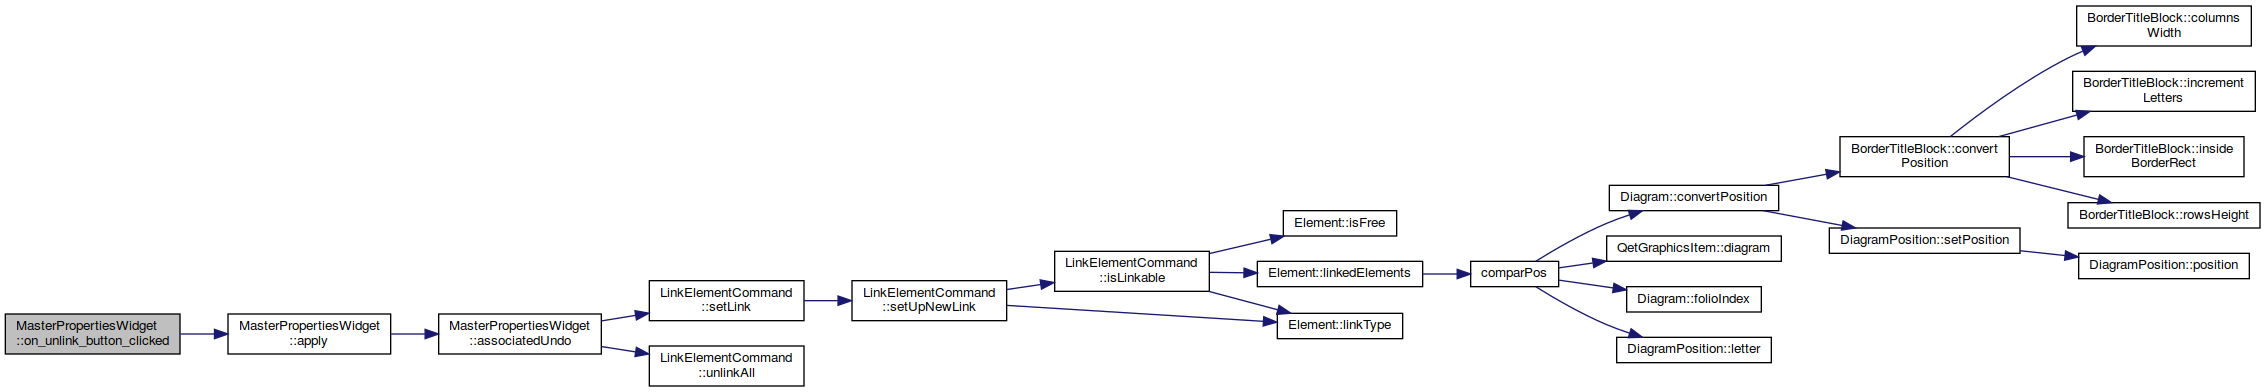 MasterPropertiesWidget
::on_unlink_button_clicked
MasterPropertiesWidget
::apply
MasterPropertiesWidget
::associatedUndo
LinkElementCommand
::setLink
LinkElementCommand
::unlinkAll
LinkElementCommand
::setUpNewLink
LinkElementCommand
::isLinkable
Element::isFree
Element::linkedElements
Element::linkType
comparPos
Diagram::convertPosition
QetGraphicsItem::diagram
Diagram::folioIndex
DiagramPosition::letter
BorderTitleBlock::convert
Position
DiagramPosition::setPosition
BorderTitleBlock::columns
Width
BorderTitleBlock::increment
Letters
BorderTitleBlock::inside
BorderRect
BorderTitleBlock::rowsHeight
DiagramPosition::position